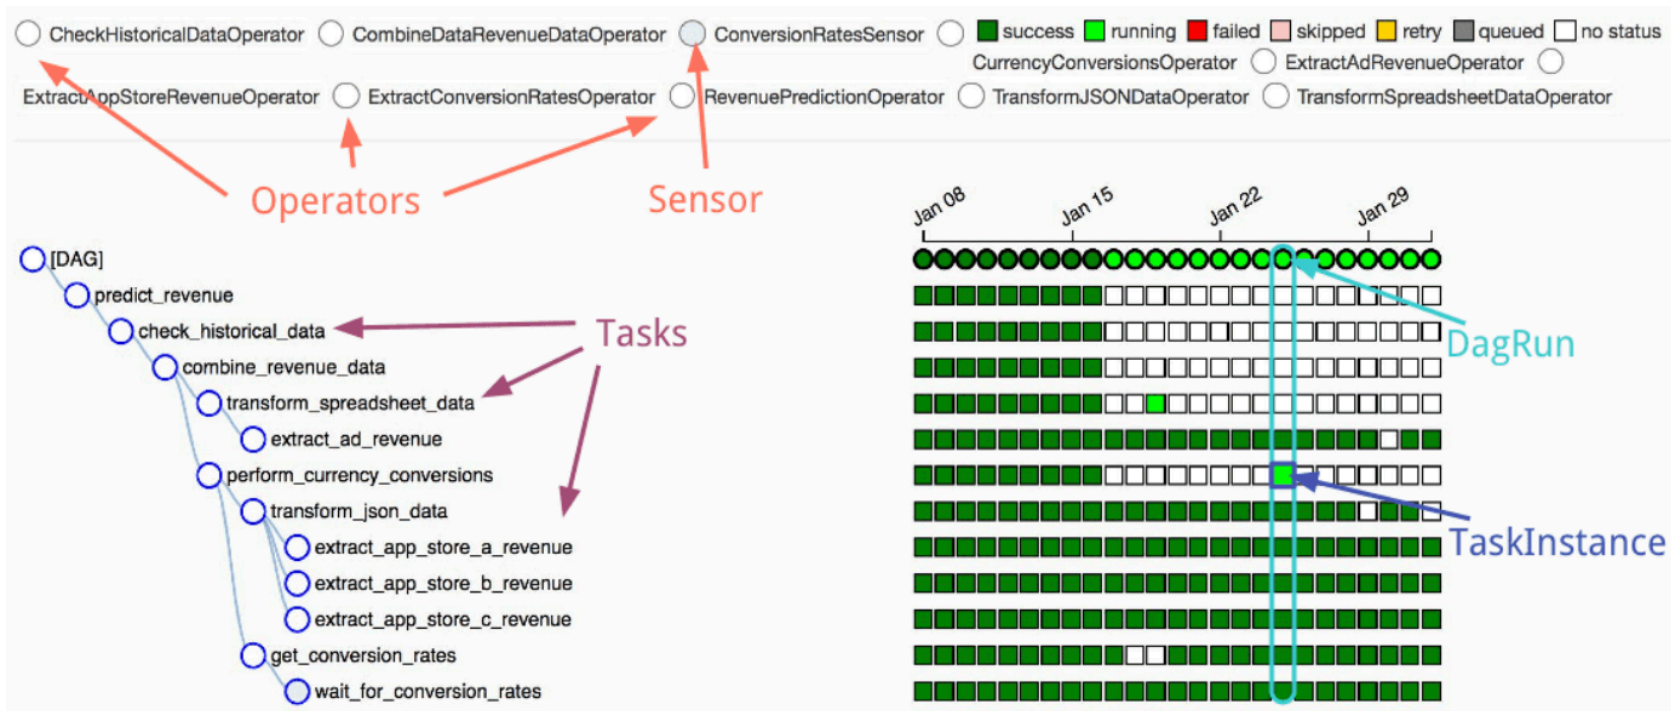 CheckHistoricalDataOperator CombineDataRevenueDataOperator ConversionRatesSensor success running failed skipped retry queued no status
CurrencyConversionsOperator ExtractAdRevenueOperator
ExtractAppStoreRevenueOperator ExtractConversionRatesOperator RevenuePredictionOperator TransformJSONDataOperator TransformSpreadsheetDataOperator
Operators Sensor
Jan 08 Jan 15 Jan 22 Jan 29
[DAG]
predict_revenue
check_historical_data
Tasks
DagRun
combine_revenue_data
transform_spreadsheet_data
extract_ad_revenue
perform_currency_conversions
transform_json_data
TaskInstance
extract_app_store_a_revenue
extract_app_store_b_revenue
extract_app_store_c_revenue
get_conversion_rates
wait_for_conversion_rates